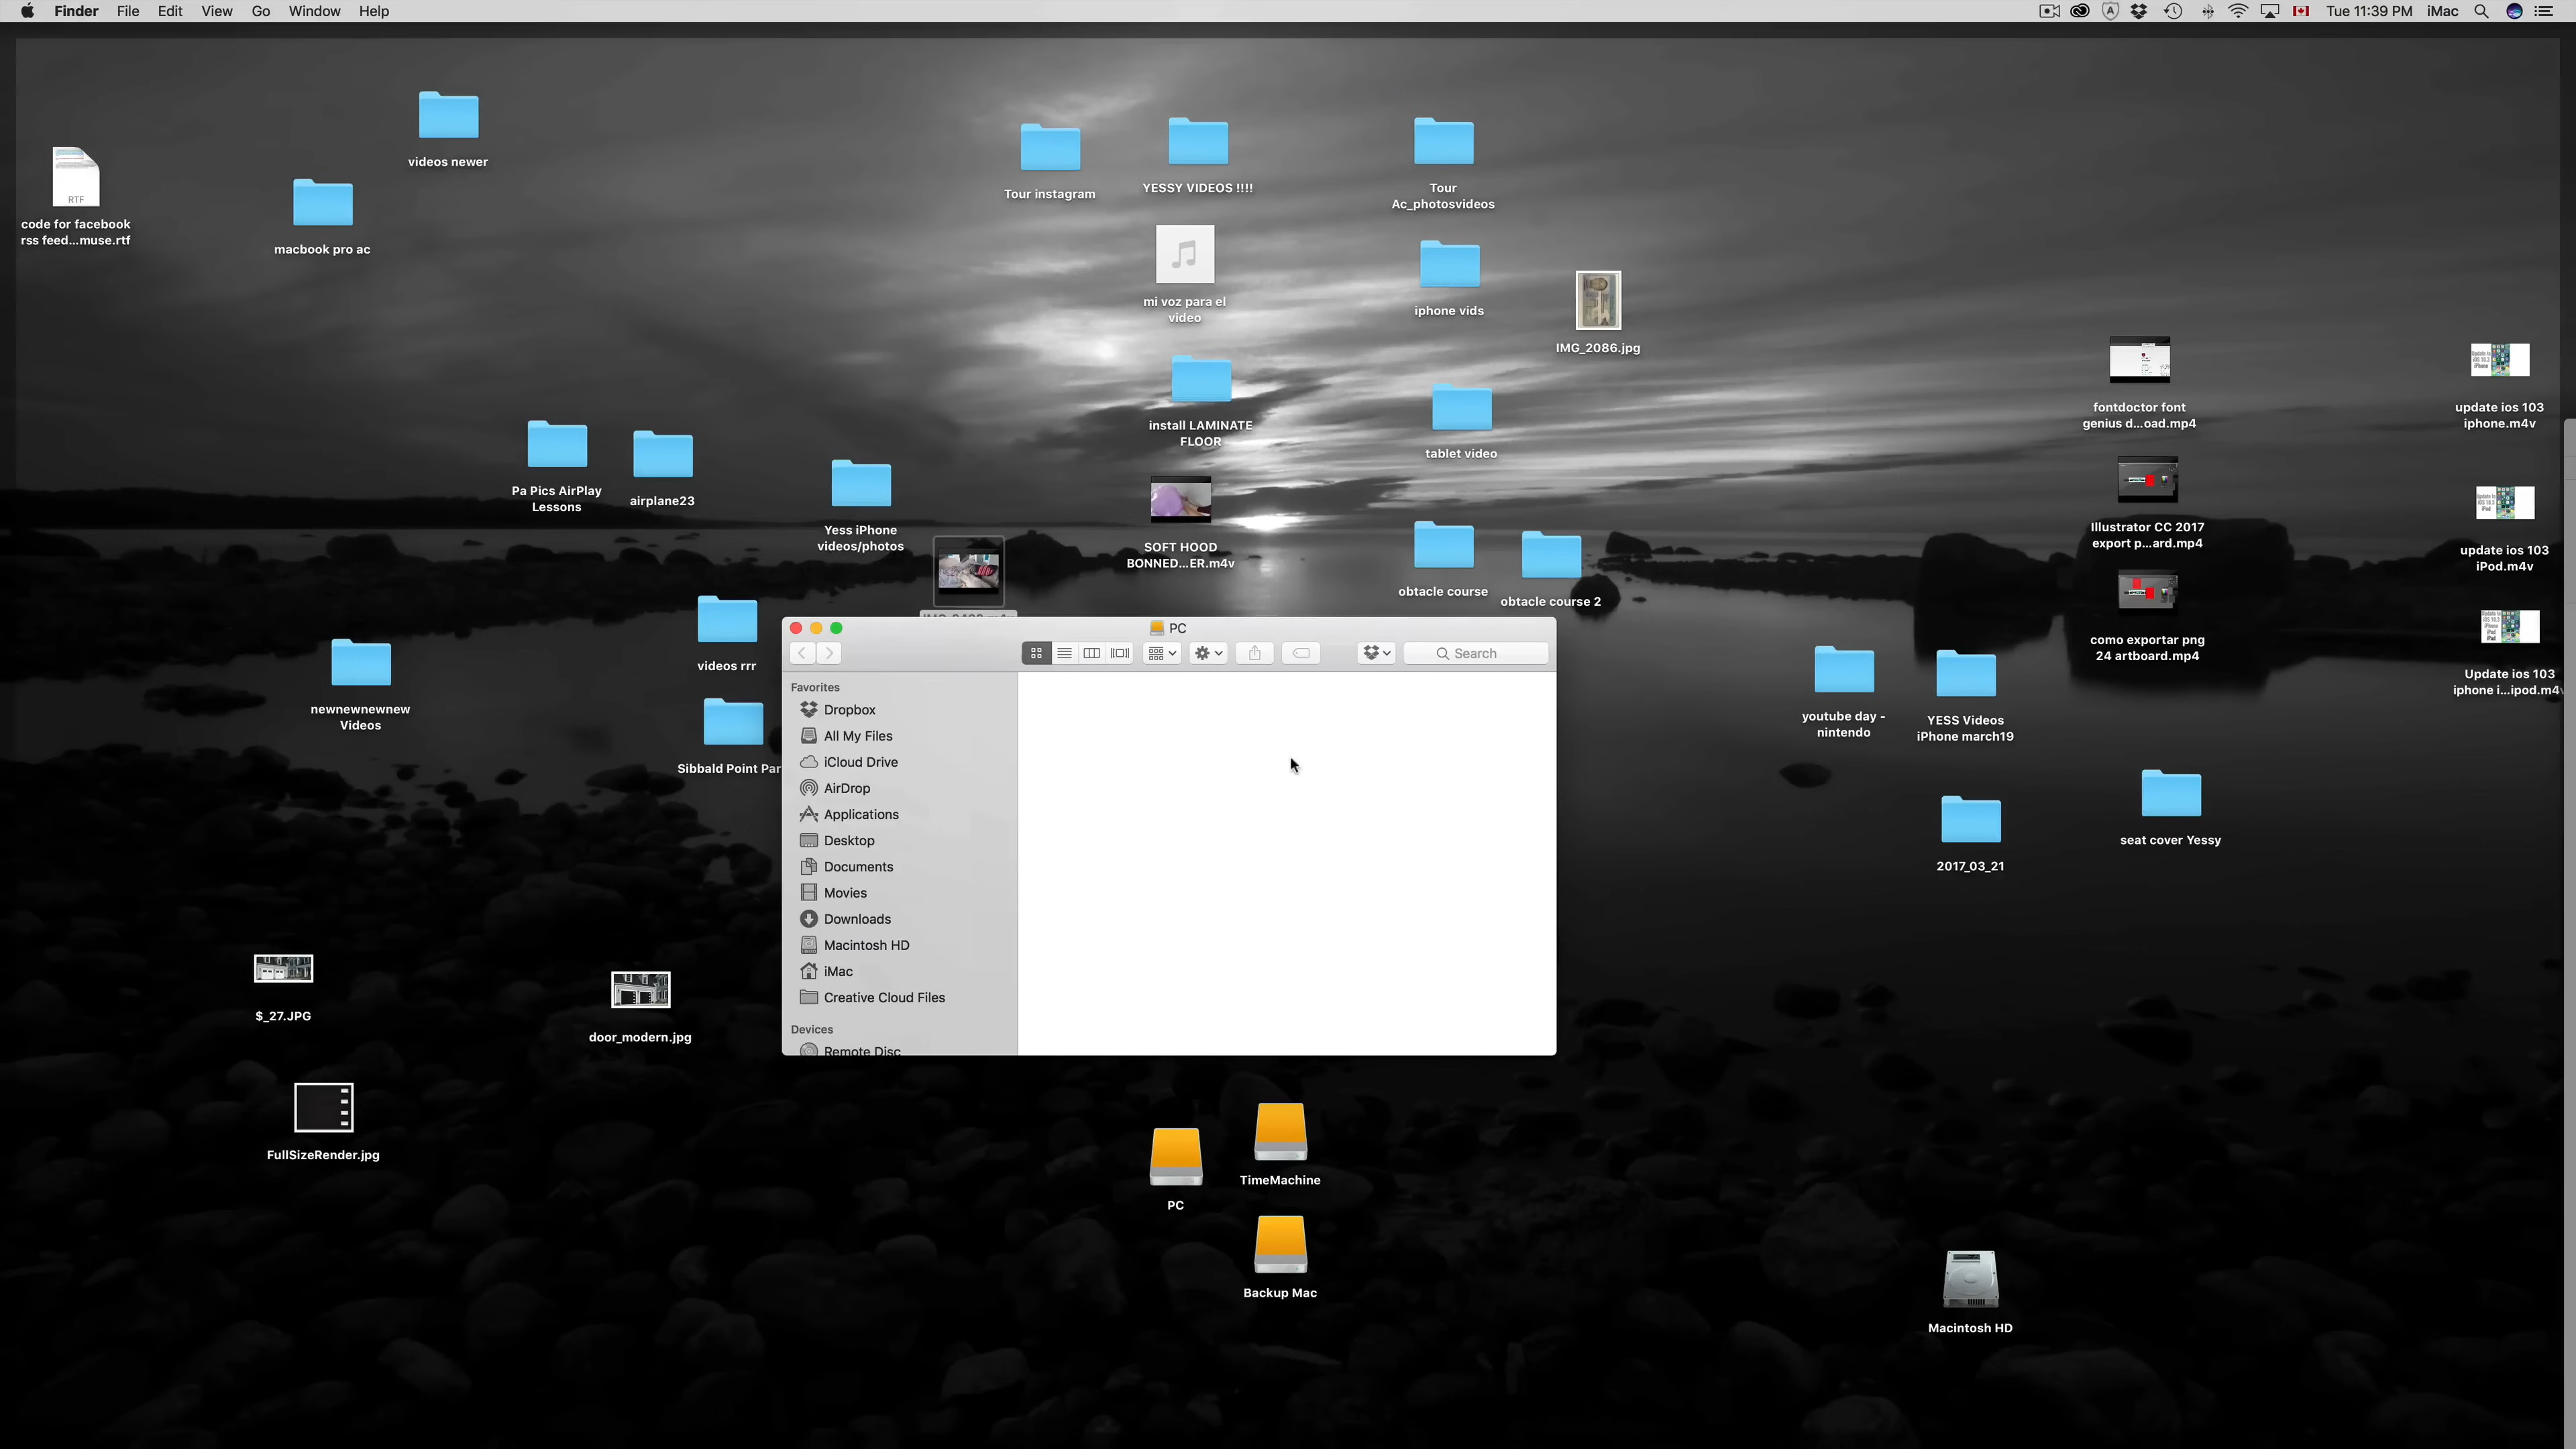 Finder File Edit View Go Window Help
Tue 11:39 PM iMac
videos newer
RTF
code for facebook
rss feed...muse.rtf
macbook pro ac
Tour instagram
YESSY VIDEOS !!!!
Tour
Ac_photosvideos
mi voz para el
video
iphone vids
IMG_2086.jpg
install LAMINATE
FLOOR
tablet video
fontdoctor font
genius d...oad.mp4
update ios 103
iphone.m4v
Pa Pics AirPlay
Lessons
airplane23
Yess iPhone
videos/photos
SOFT HOOD
BONNED...ER.m4v
Illustrator CC 2017
export p...ard.mp4
update ios 103
iPod.m4v
obtacle course
obtacle course 2
como exportar png
24 artboard.mp4
Update ios 103
iphone i...ipod.m4v
videos rrr
newnewnewnew
Videos
Sibbald Point Par
youtube day -
nintendo
YESS Videos
iPhone march19
2017_03_21
seat cover Yessy
PC
Search
Favorites
Dropbox
All My Files
iCloud Drive
AirDrop
Applications
Desktop
Documents
Movies
Downloads
Macintosh HD
iMac
Creative Cloud Files
Devices
Remote Disc
$_27.JPG
door_modern.jpg
FullSizeRender.jpg
TimeMachine
PC
Backup Mac
Macintosh HD